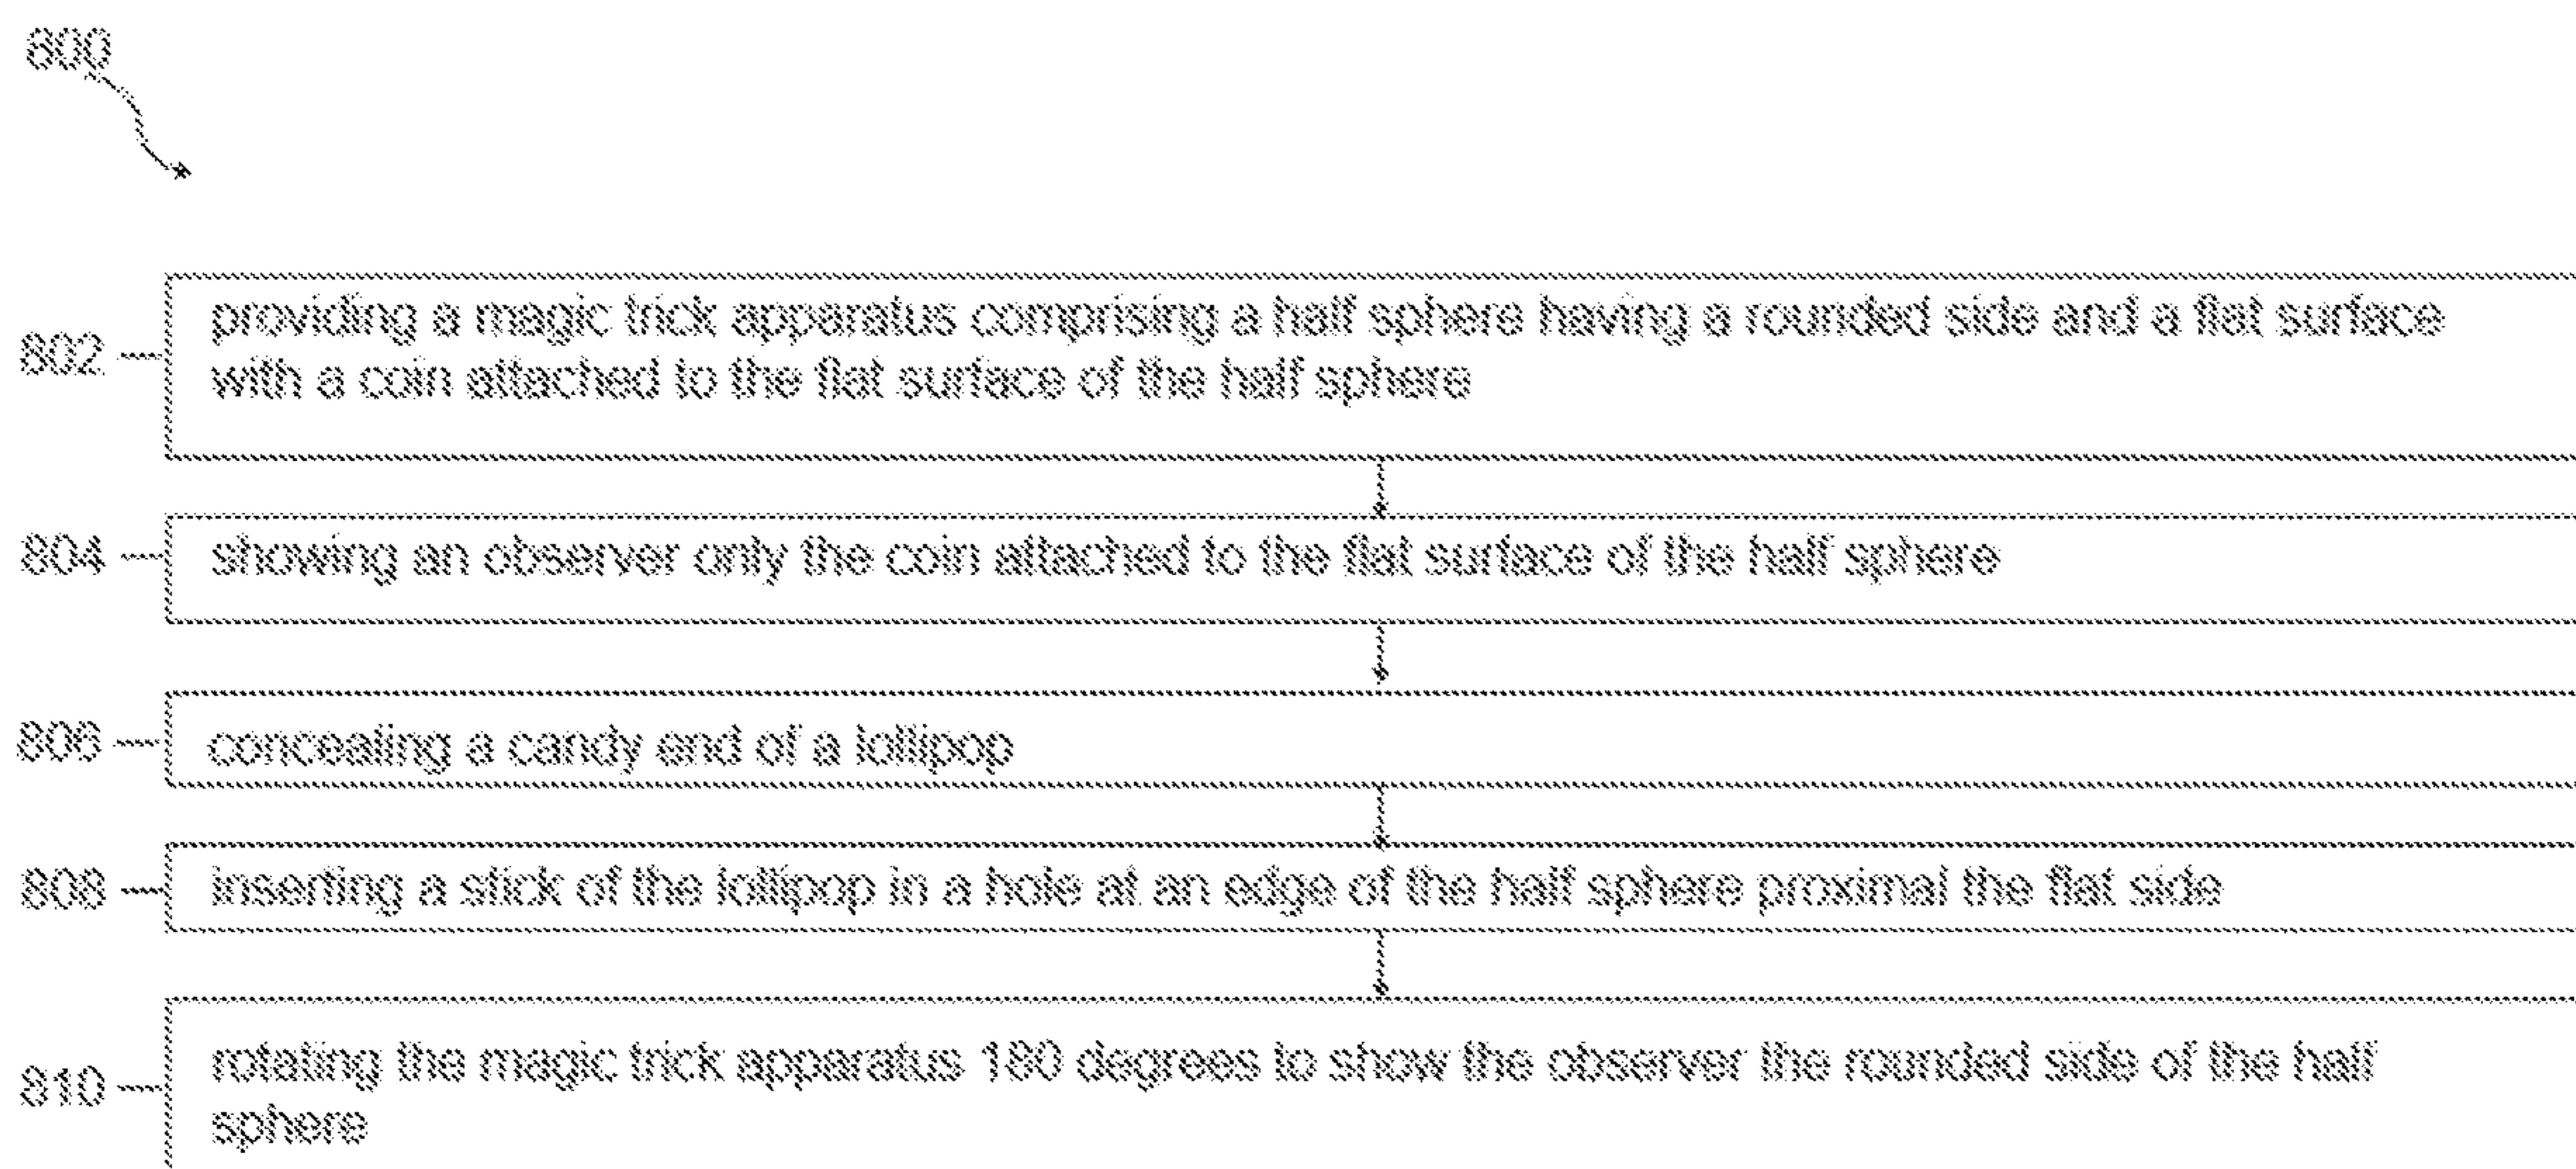 800
802
providing a magic trick apparatus comprising a half sphere having a rounded side and a flat surface
with a coin attached to the flat surface of the half sphere
804
showing an observer only the coin attached to the flat surface of the half sphere
806
concealing a candy end of a lollipop
808
inserting a stick of the lollipop in a hole at an edge of the half sphere proximal the flat side
810
rotating the magic trick apparatus 180 degrees to show the observer the rounded side of the half
sphere